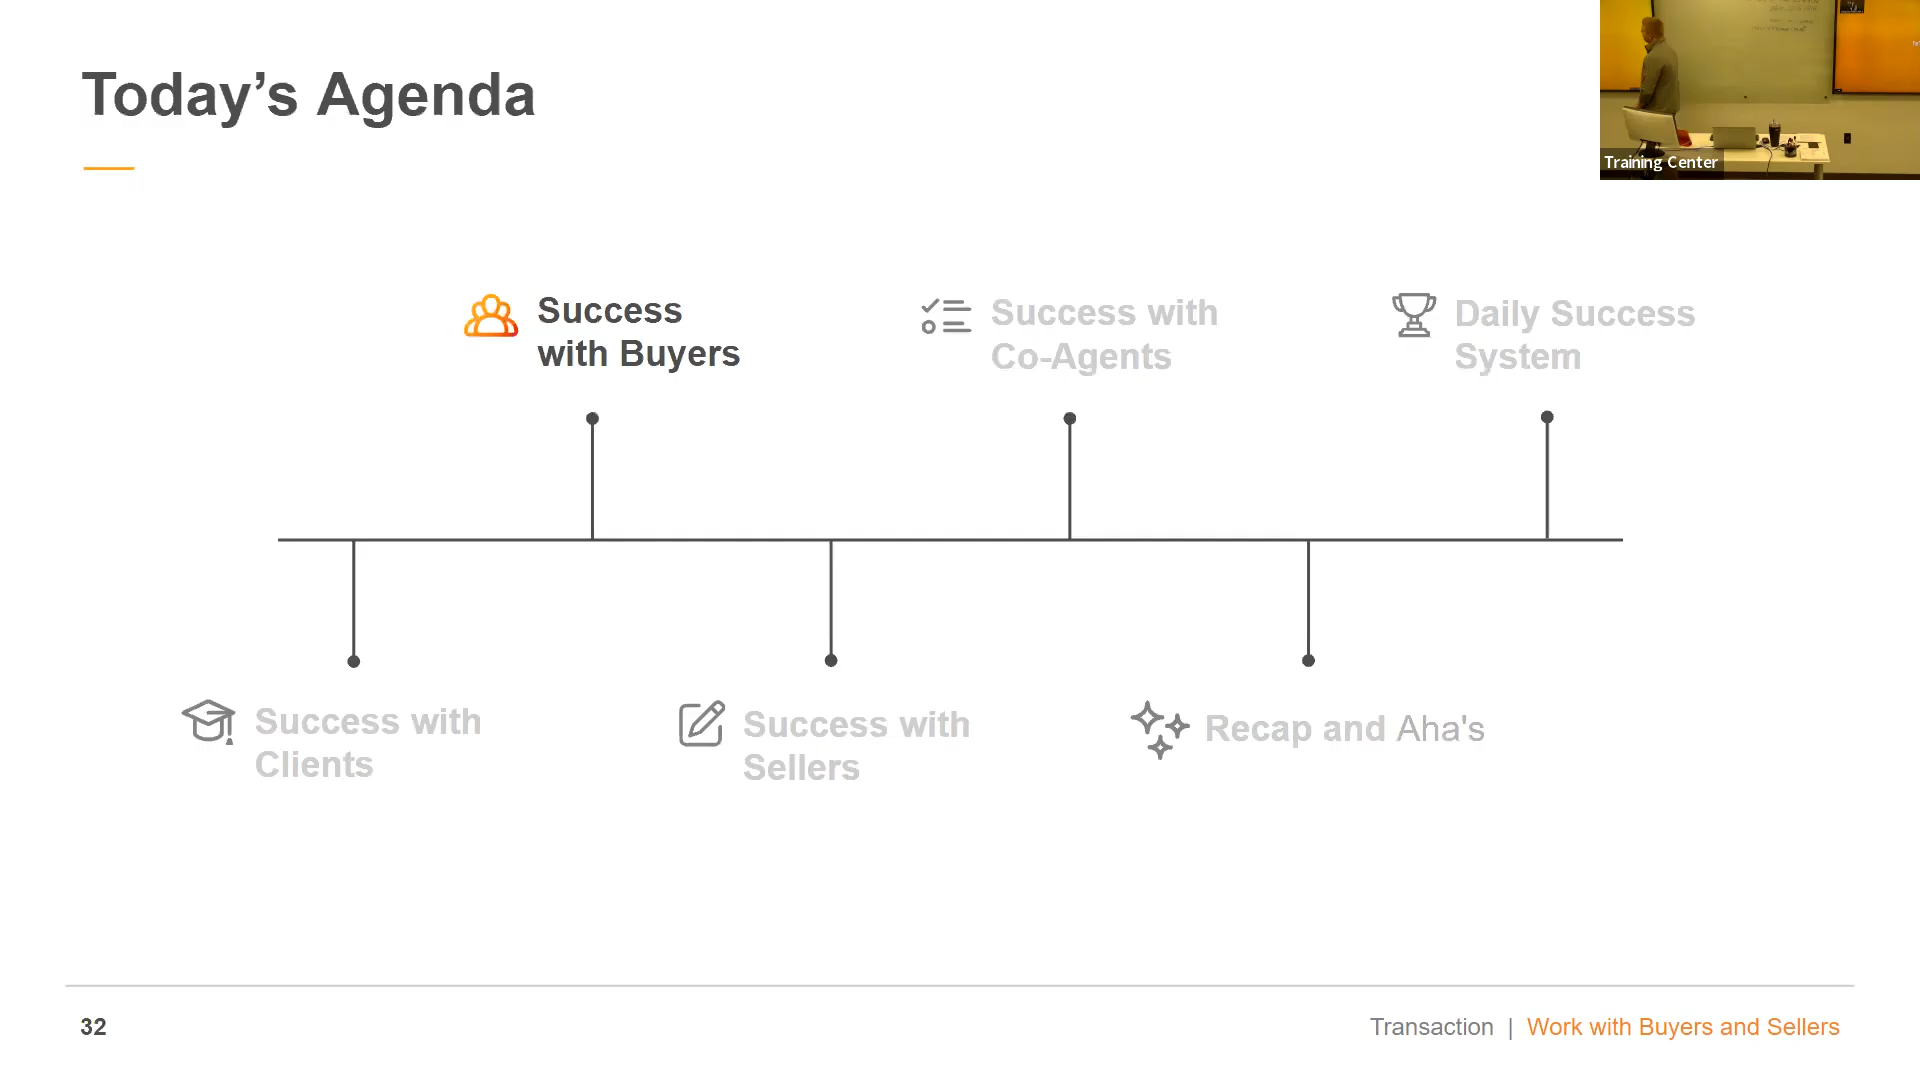 Today’s Agenda
Training Center
Success
with Buyers
Success with
Co-Agents
Daily Success
System
Success with
Clients
Success with
Sellers
Recap and Aha's
32
Transaction | Work with Buyers and Sellers